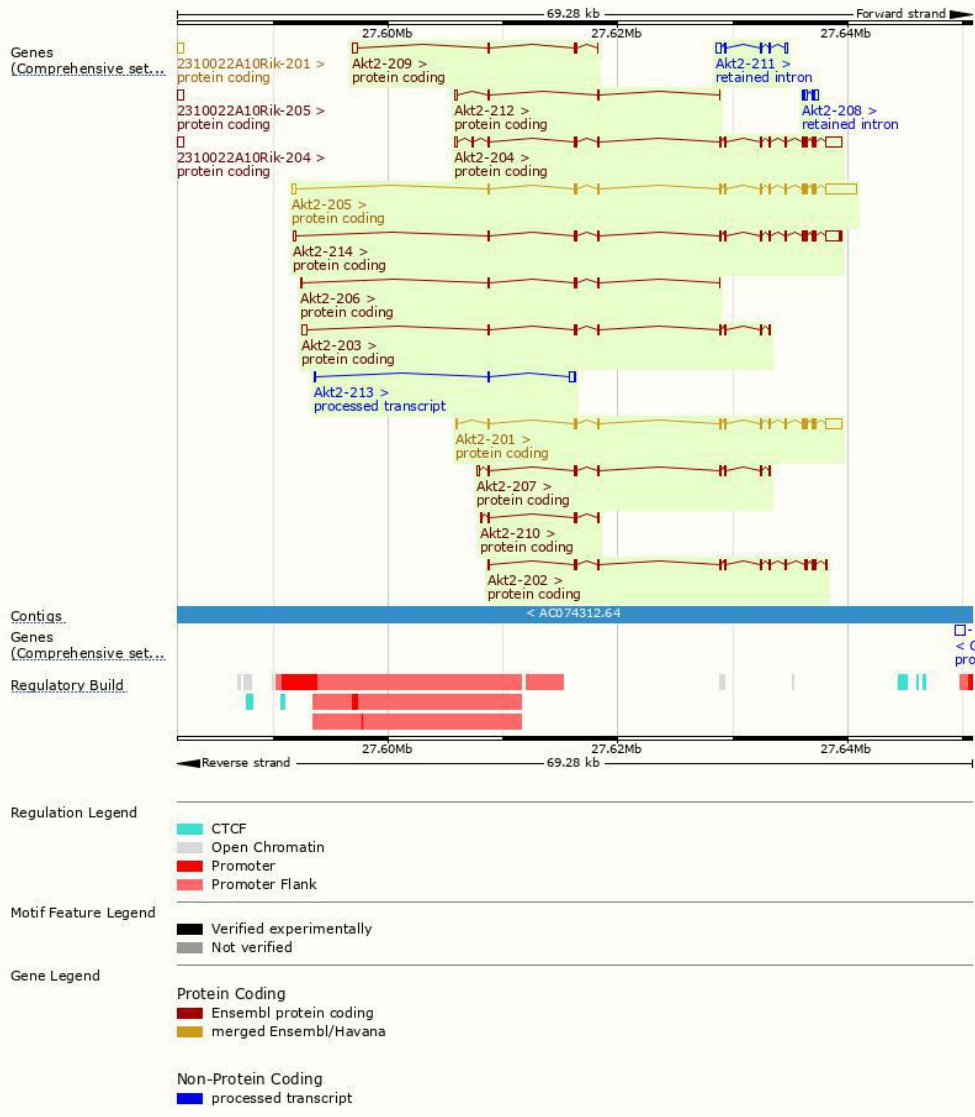 69.28 kb Forward strand
27.60Mb 27.62Mb 27.64Mb
Genes
(Comprehensive set...
2310022A10Rik-201 >
protein coding
Akt2-209 >
protein coding
Akt2-211 >
retained intron
2310022A10Rik-205 >
protein coding
Akt2-212 >
protein coding
Akt2-208 >
retained intron
2310022A10Rik-204 >
protein coding
Akt2-204 >
protein coding
Akt2-205 >
protein coding
Akt2-214 >
protein coding
Akt2-206 >
protein coding
Akt2-203 >
protein coding
Akt2-213 >
processed transcript
Akt2-201 >
protein coding
Akt2-207 >
protein coding
Akt2-210 >
protein coding
Akt2-202 >
protein coding
Contigs < AC074312.64
Genes
(Comprehensive set...
< G
pro
Regulatory Build
27.60Mb 27.62Mb 27.64Mb
Reverse strand 69.28 kb
Regulation Legend
CTCF
Open Chromatin
Promoter
Promoter Flank
Motif Feature Legend
Verified experimentally
Not verified
Gene Legend
Protein Coding
Ensembl protein coding
merged Ensembl/Havana
Non-Protein Coding
processed transcript